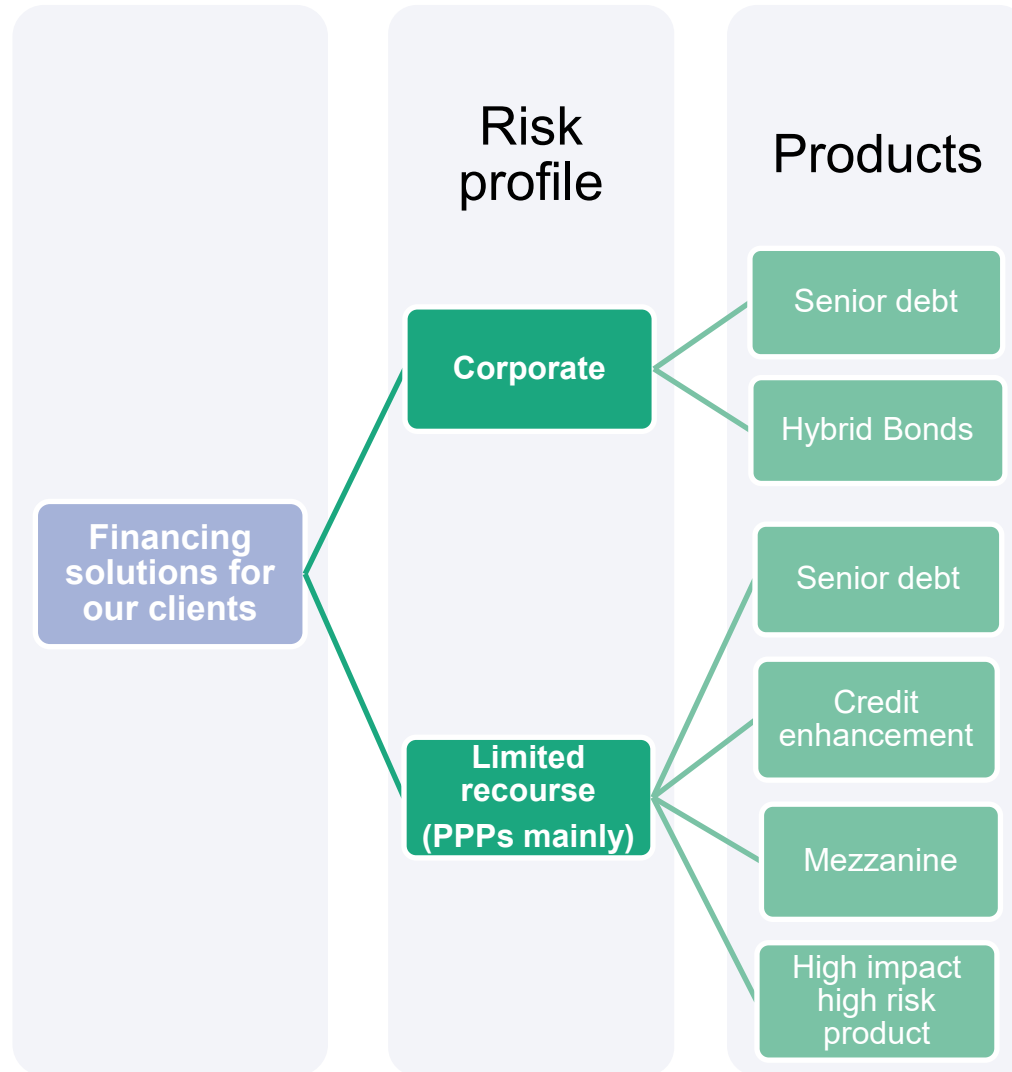 Risk
profile
Products
Financing
solutions for
our clients
Corporate
Senior debt
Hybrid Bonds
Limited
recourse
(PPPs mainly)
Senior debt
Credit
enhancement
Mezzanine
High impact
high risk
product